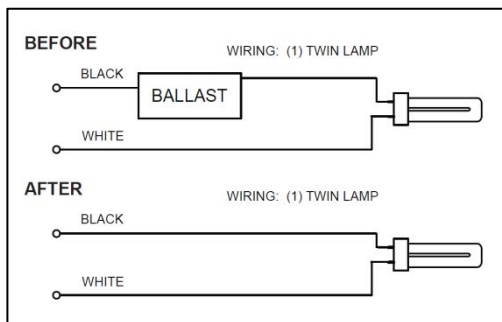 BEFORE
WIRING: (1) TWIN LAMP
BLACK
BALLAST
WHITE
AFTER
WIRING: (1) TWIN LAMP
BLACK
WHITE